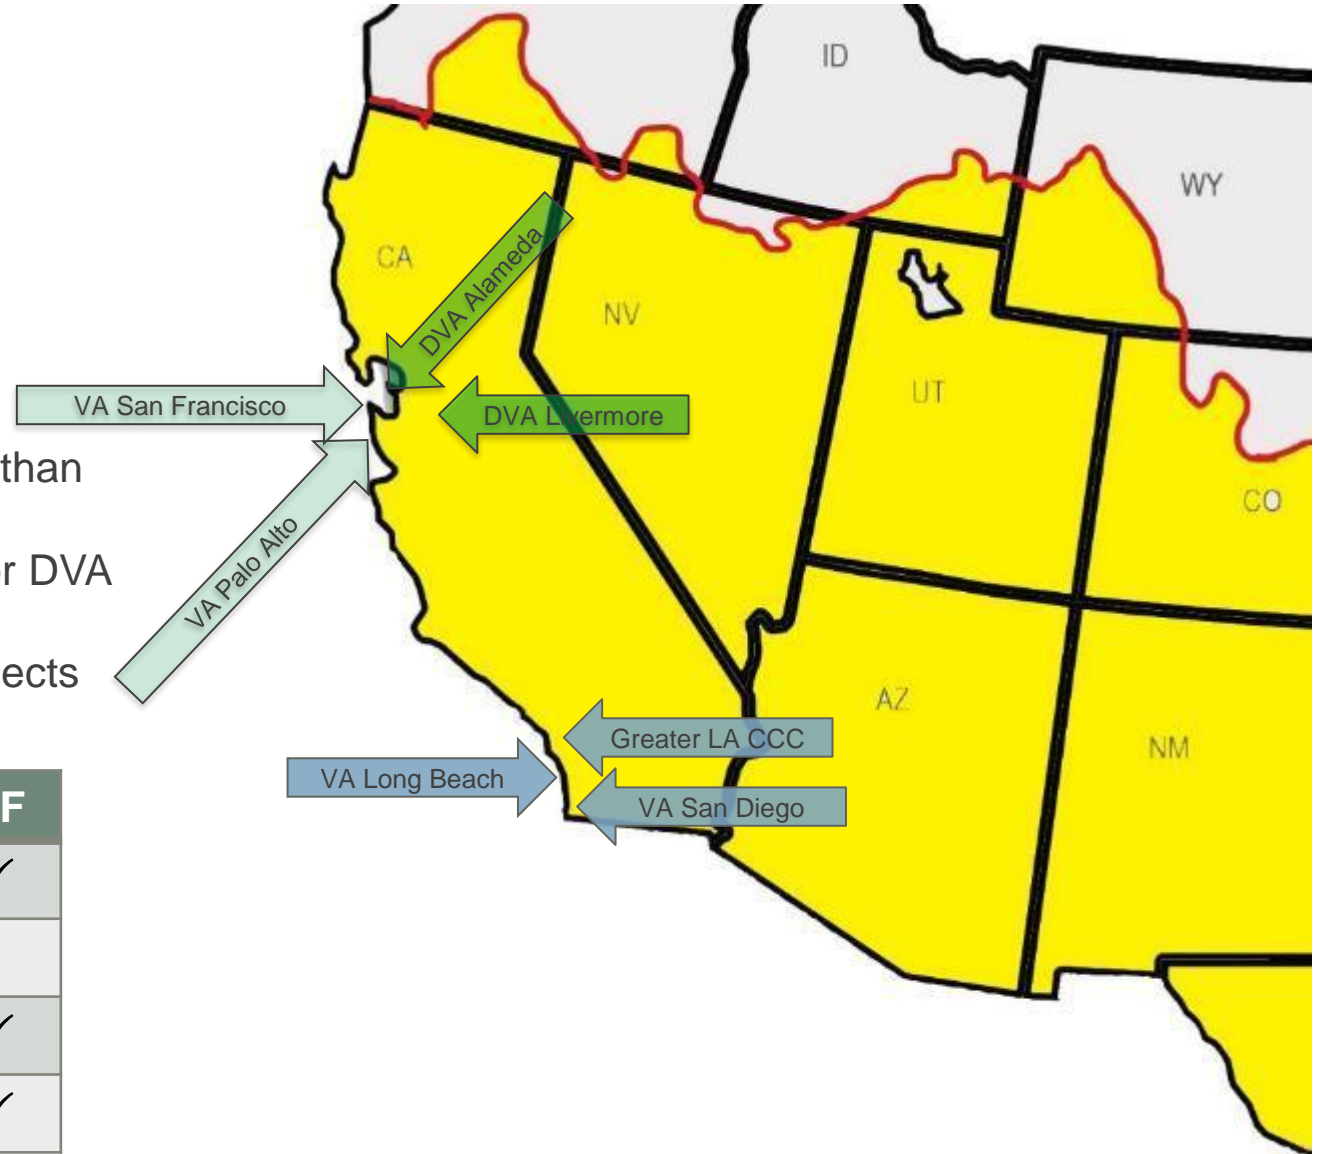 ID
WY
CA
DVA Alameda
NV
UT
VA San Francisco
DVA Livermore
than
CO
VA Palo Alto
or DVA
ects
AZ
Greater LA CCC
NM
VA Long Beach
VA San Diego
F
✓
✓
✓